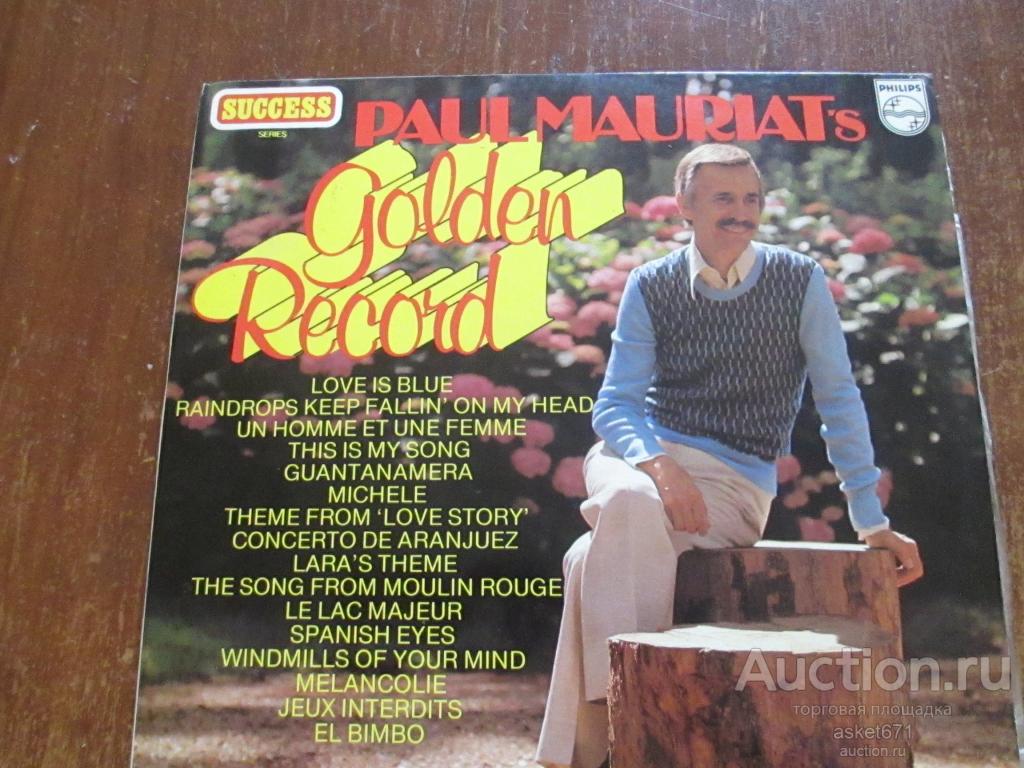 SUCCESS
SERIES
PAUL MAURIAT's
PHILIPS
Golden
Record
LOVE IS BLUE
RAINDROPS KEEP FALLIN' ON MY HEAD
UN HOMME ET UNE FEMME
THIS IS MY SONG
GUANTANAMERA
MICHELE
THEME FROM 'LOVE STORY'
CONCERTO DE ARANJUEZ
LARA'S THEME
THE SONG FROM MOULIN ROUGE
LE LAC MAJEUR
SPANISH EYES
WINDMILLS OF YOUR MIND
MELANCOLIE
JEUX INTERDITS
EL BIMBO
Auction.ru
торговая площадка
asket671
auction.ru